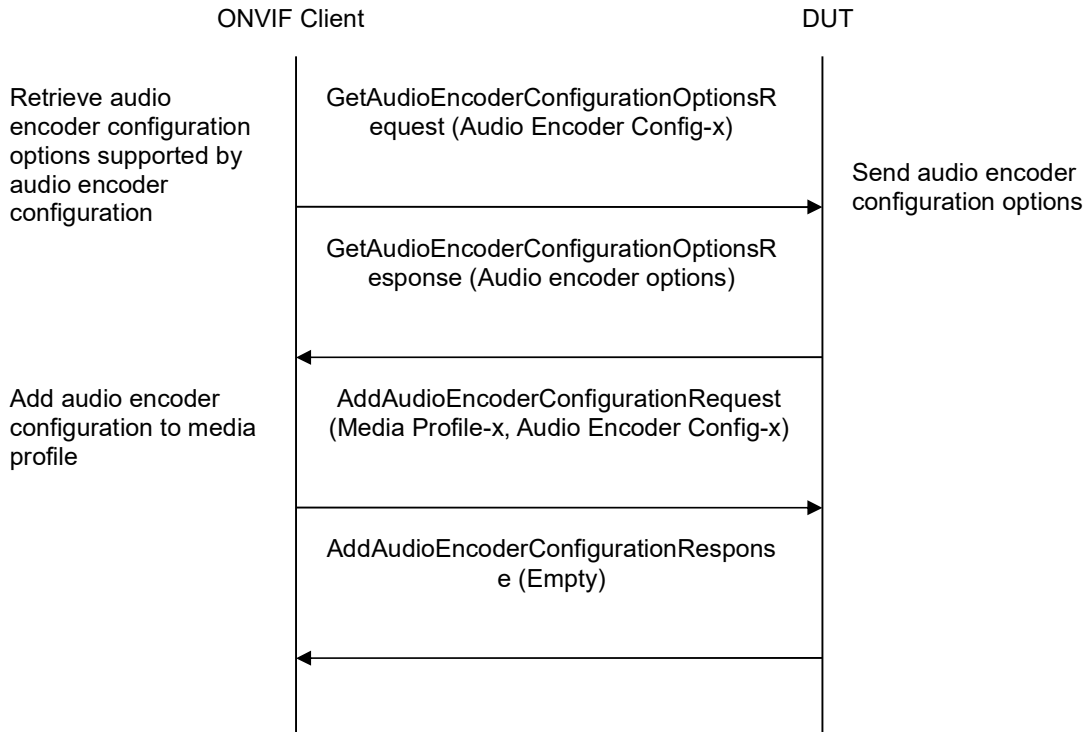 ONVIF Client
DUT
Retrieve audio
encoder configuration
options supported by
audio encoder
configuration
GetAudioEncoderConfigurationOptionsR
equest (Audio Encoder Config-x)
Send audio encoder
configuration options
GetAudioEncoderConfigurationOptionsR
esponse (Audio encoder options)
Add audio encoder
configuration to media
profile
AddAudioEncoderConfigurationRequest
(Media Profile-x, Audio Encoder Config-x)
AddAudioEncoderConfigurationRespons
e (Empty)